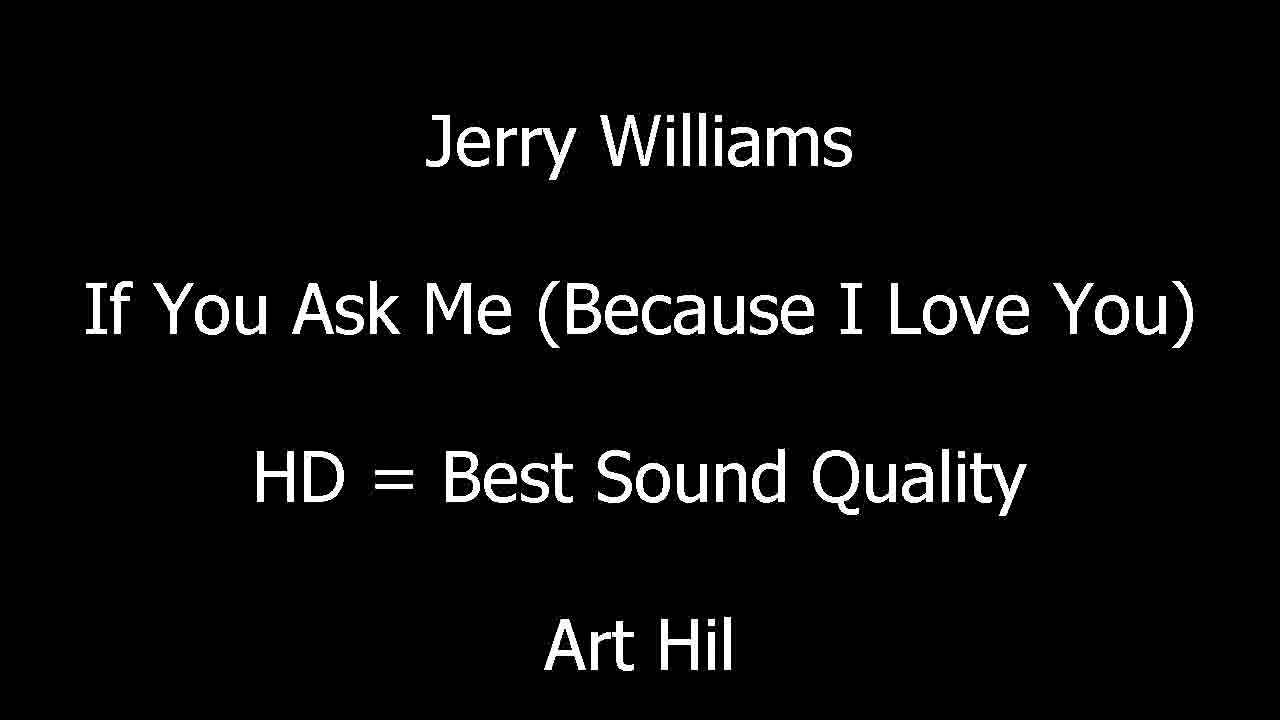 Jerry Williams
If You Ask Me (Because I Love You)
HD = Best Sound Quality
Art Hil